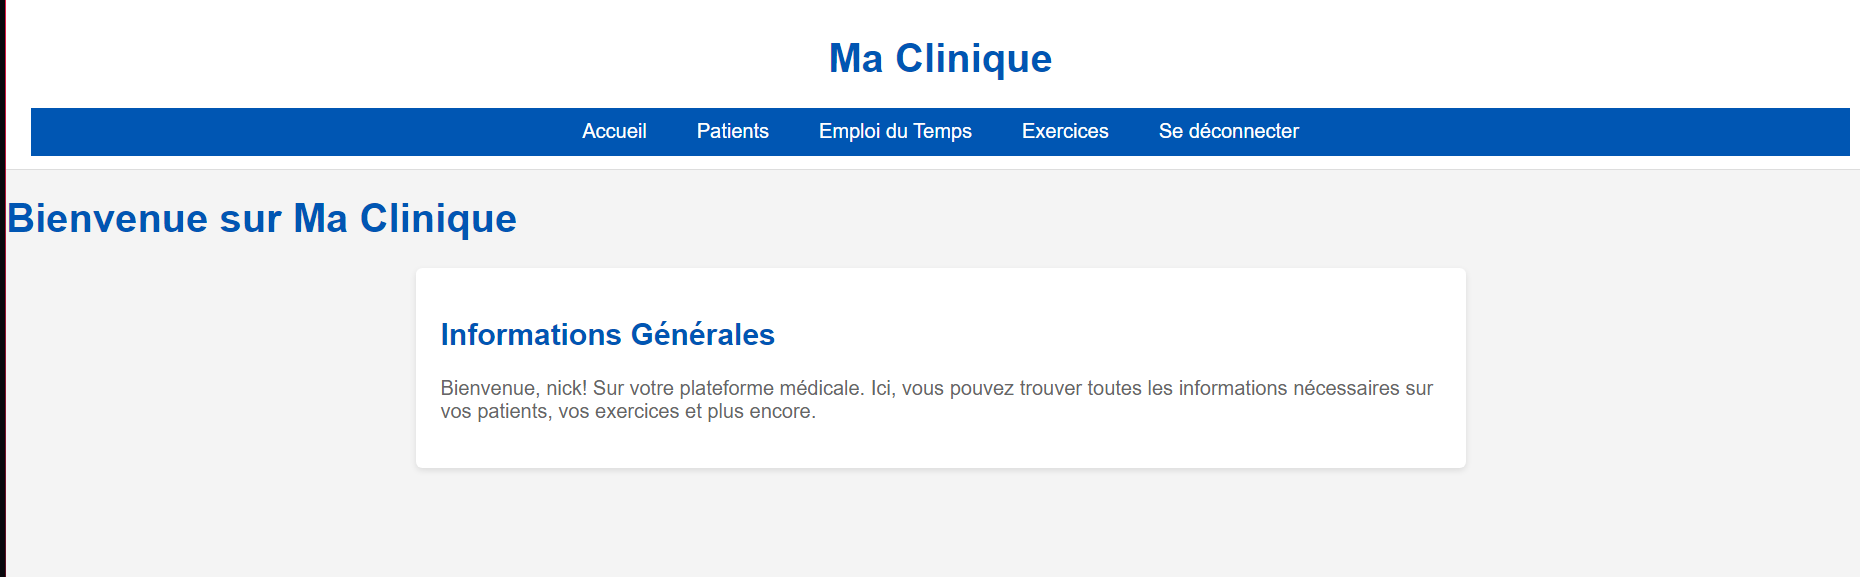 Ma Clinique
Accueil Patients Emploi du Temps Exercices Se déconnecter
Bienvenue sur Ma Clinique
Informations Générales
Bienvenue, nick! Sur votre plateforme médicale. Ici, vous pouvez trouver toutes les informations nécessaires sur
vos patients, vos exercices et plus encore.